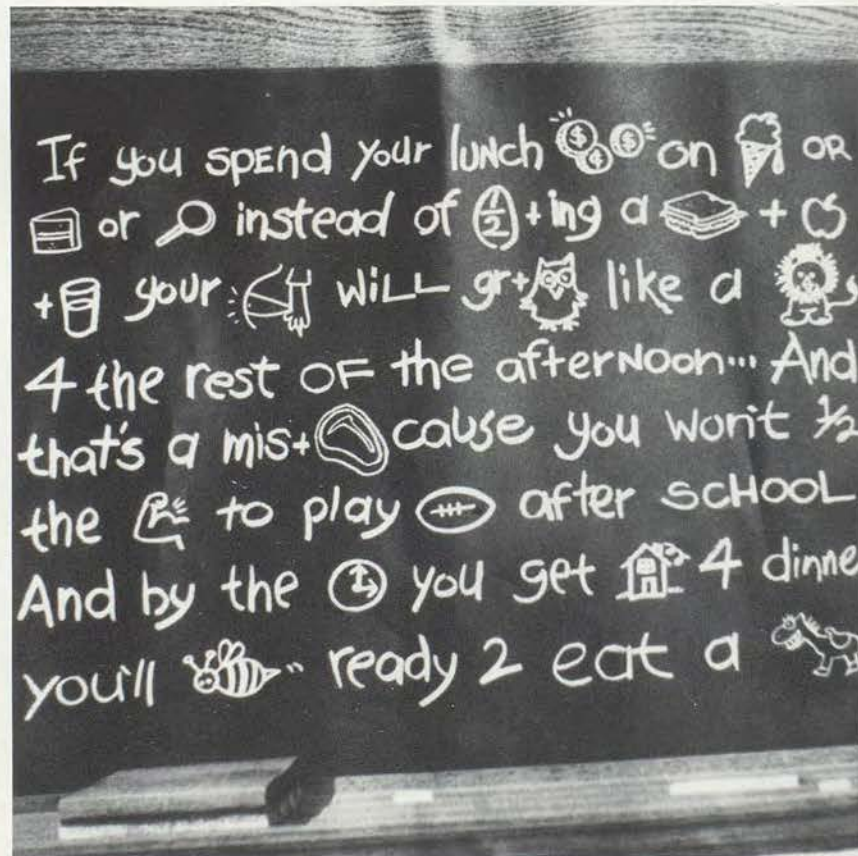 If you spend your lunch $ $ $ on OR
or instead of 1/2 + ing a +
+ your will gr+ like a
4 the rest OF the afternoon... And
that's a mis+ cause you won't 1/2
the to play after SCHOOL
And by the you get 4 dinne
you'll ready 2 eat a